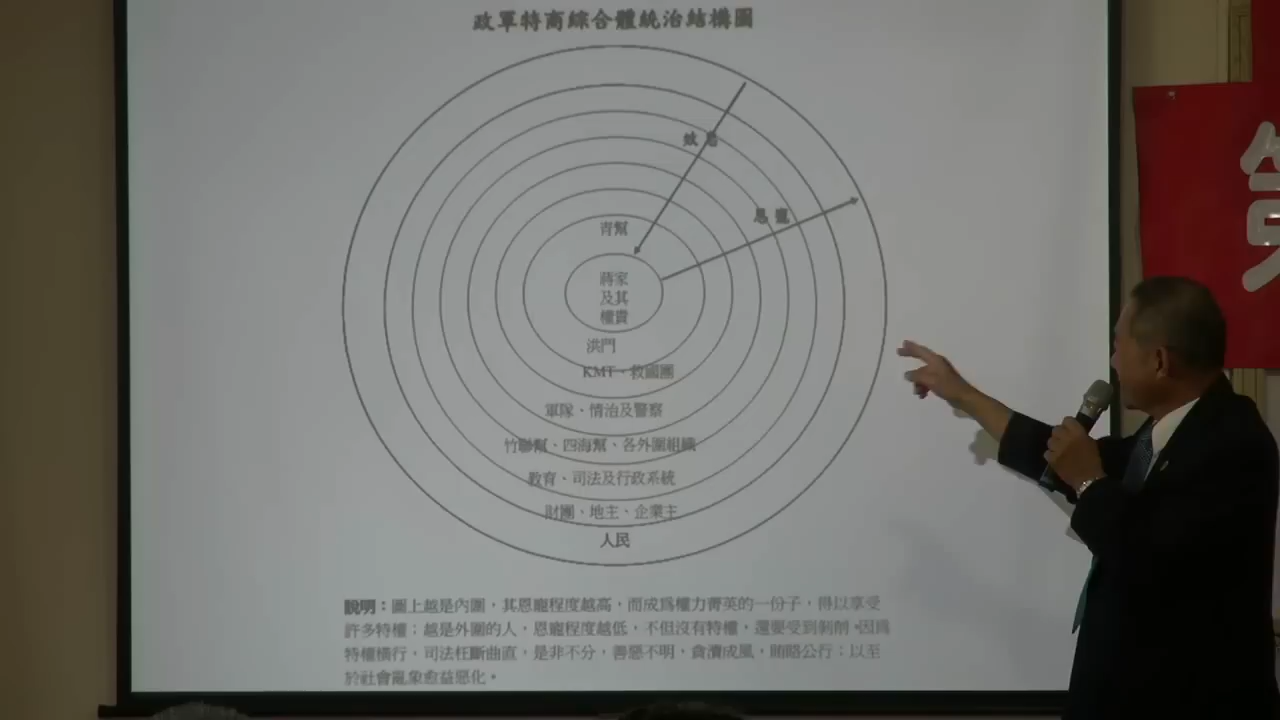 政軍特商綜合體統治結構圖
效忠
恩寵
青幫
蔣家
及其
權貴
洪門
KMT、救國團
軍隊、情治及警察
竹聯幫、四海幫、各外圍組織
教育、司法及行政系統
財團、地主、企業主
人民
說明：圖上越是內圈，其恩寵程度越高，而成為權力菁英的一份子，得以享受
許多特權；越是外圍的人，恩寵程度越低，不但沒有特權，還要受到剝削。因為
特權橫行，司法枉斷曲直，是非不分，善惡不明，貪瀆成風，賄賂公行；以至
於社會亂象愈益惡化。